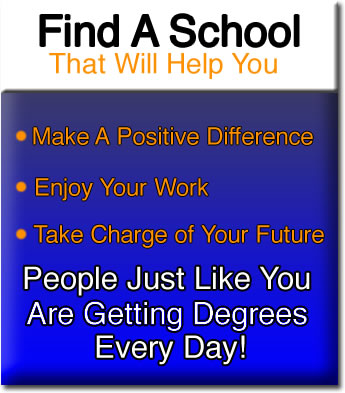 Find A School
That Will Help You
• Make A Positive Difference
• Enjoy Your Work
• Take Charge of Your Future
People Just Like You
Are Getting Degrees
Every Day!